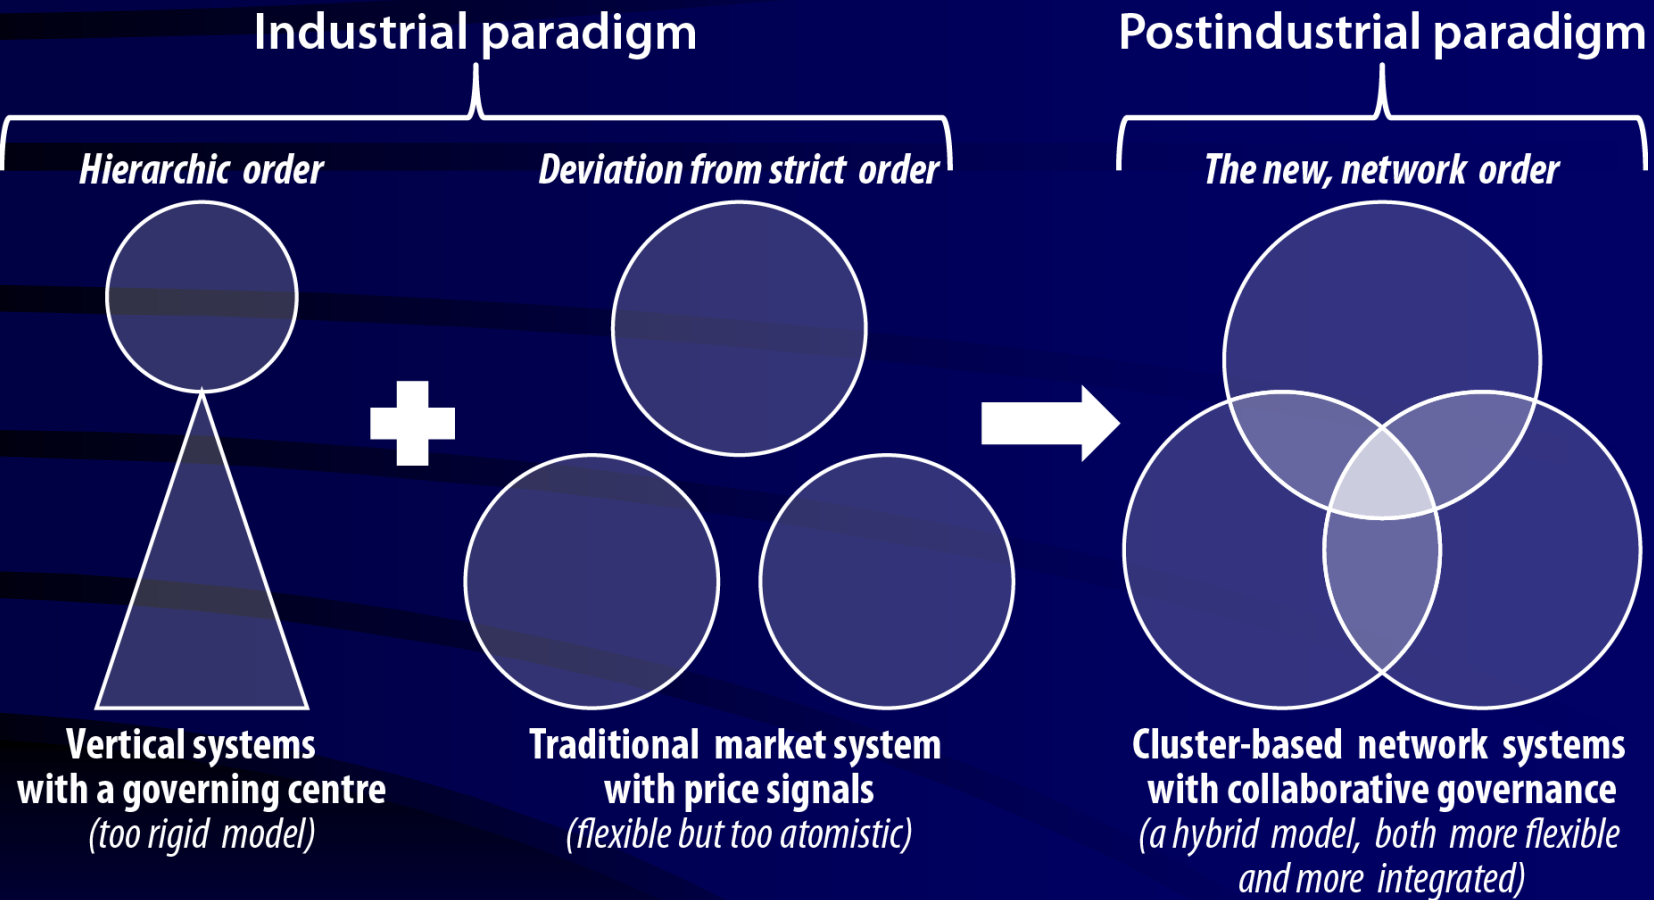 Industrial paradigm
Postindustrial paradigm
Hierarchic order
Deviation from strict order
The new, network order
Vertical systems
with a governing centre
(too rigid model)
Traditional market system
with price signals
(flexible but too atomistic)
Cluster-based network systems
with collaborative governance
(a hybrid model, both more flexible
and more integrated)